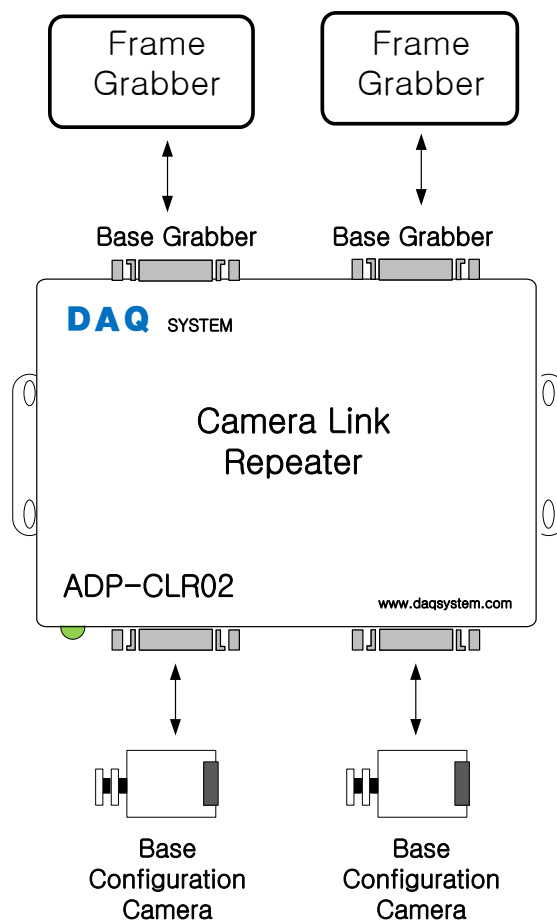 Frame
Grabber
Frame
Grabber
Base Grabber
Base Grabber
DAQ SYSTEM
Camera Link
Repeater
ADP-CLR02
www.daqsystem.com
Base
Configuration
Camera
Base
Configuration
Camera